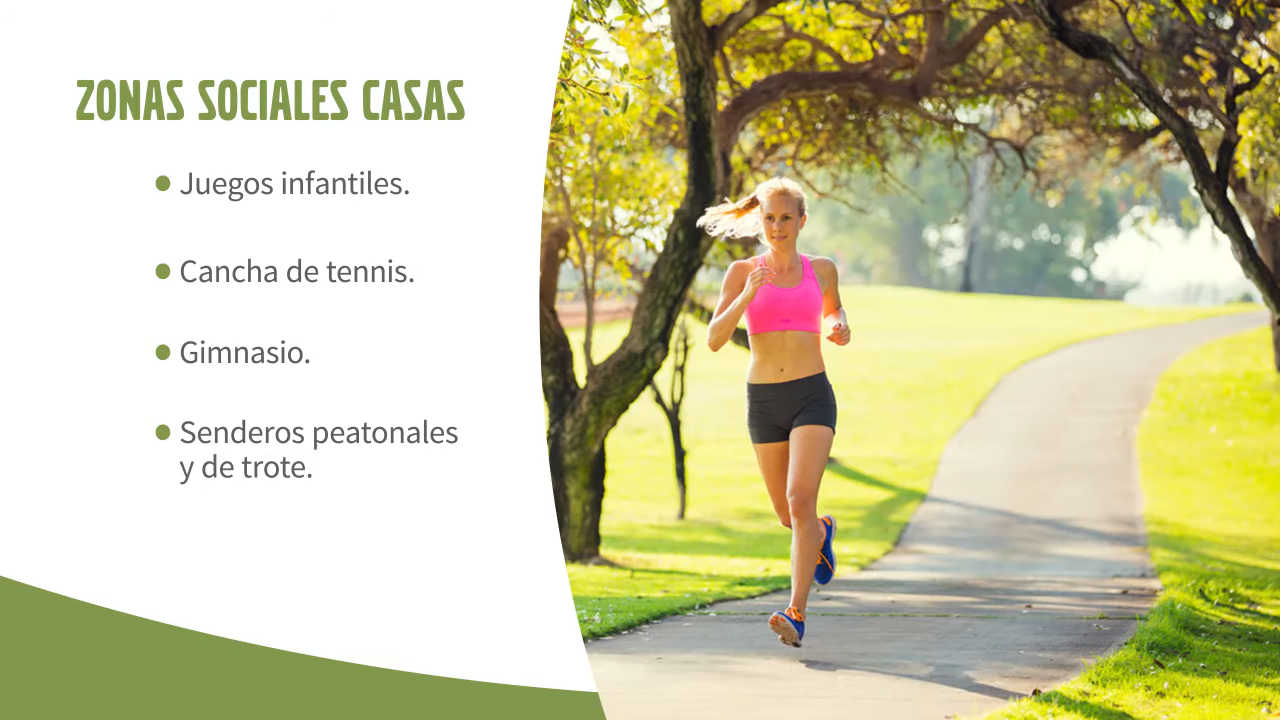 ZONAS SOCIALES CASAS
Juegos infantiles.
Cancha de tennis.
Gimnasio.
Senderos peatonales
y de trote.